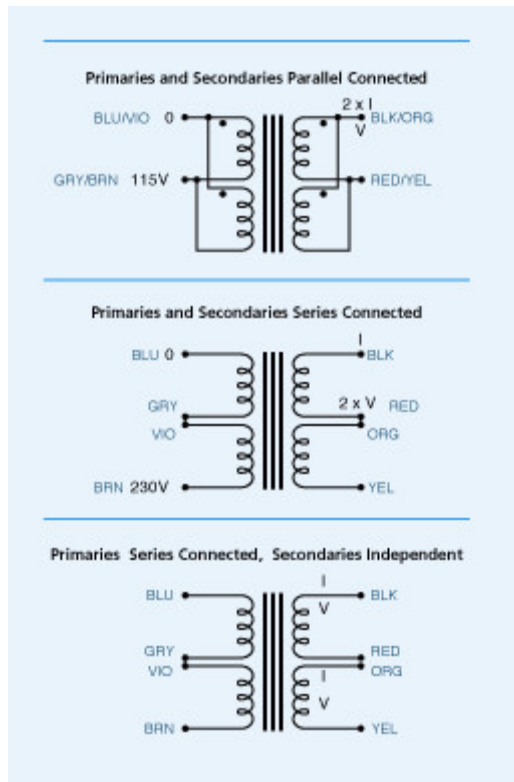 Primaries and Secondaries Parallel Connected
2 x I
BLU/VIO 0 BLK/ORG
V
GRY/BRN 115V RED/YEL
Primaries and Secondaries Series Connected
I
BLU 0 BLK
GRY 2 x V RED
VIO ORG
BRN 230V YEL
Primaries Series Connected, Secondaries Independent
I
BLU BLK
V
GRY RED
VIO I ORG
V
BRN YEL